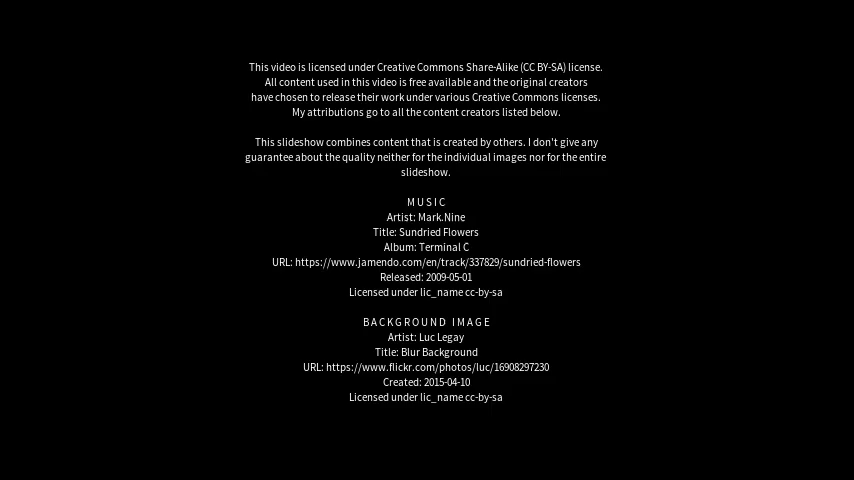 This video is licensed under Creative Commons Share-Alike (CC BY-SA) license.
All content used in this video is free available and the original creators
have chosen to release their work under various Creative Commons licenses.
My attributions go to all the content creators listed below.
This slideshow combines content that is created by others. I don't give any
guarantee about the quality neither for the individual images nor for the entire
slideshow.
MUSIC
Artist: Mark.Nine
Title: Sundried Flowers
Album: Terminal C
URL: https://www.jamendo.com/en/track/337829/sundried-flowers
Released: 2009-05-01
Licensed under lic_name cc-by-sa
BACKGROUND IMAGE
Artist: Luc Legay
Title: Blur Background
URL: https://www.flickr.com/photos/luc/16908297230
Created: 2015-04-10
Licensed under lic_name cc-by-sa